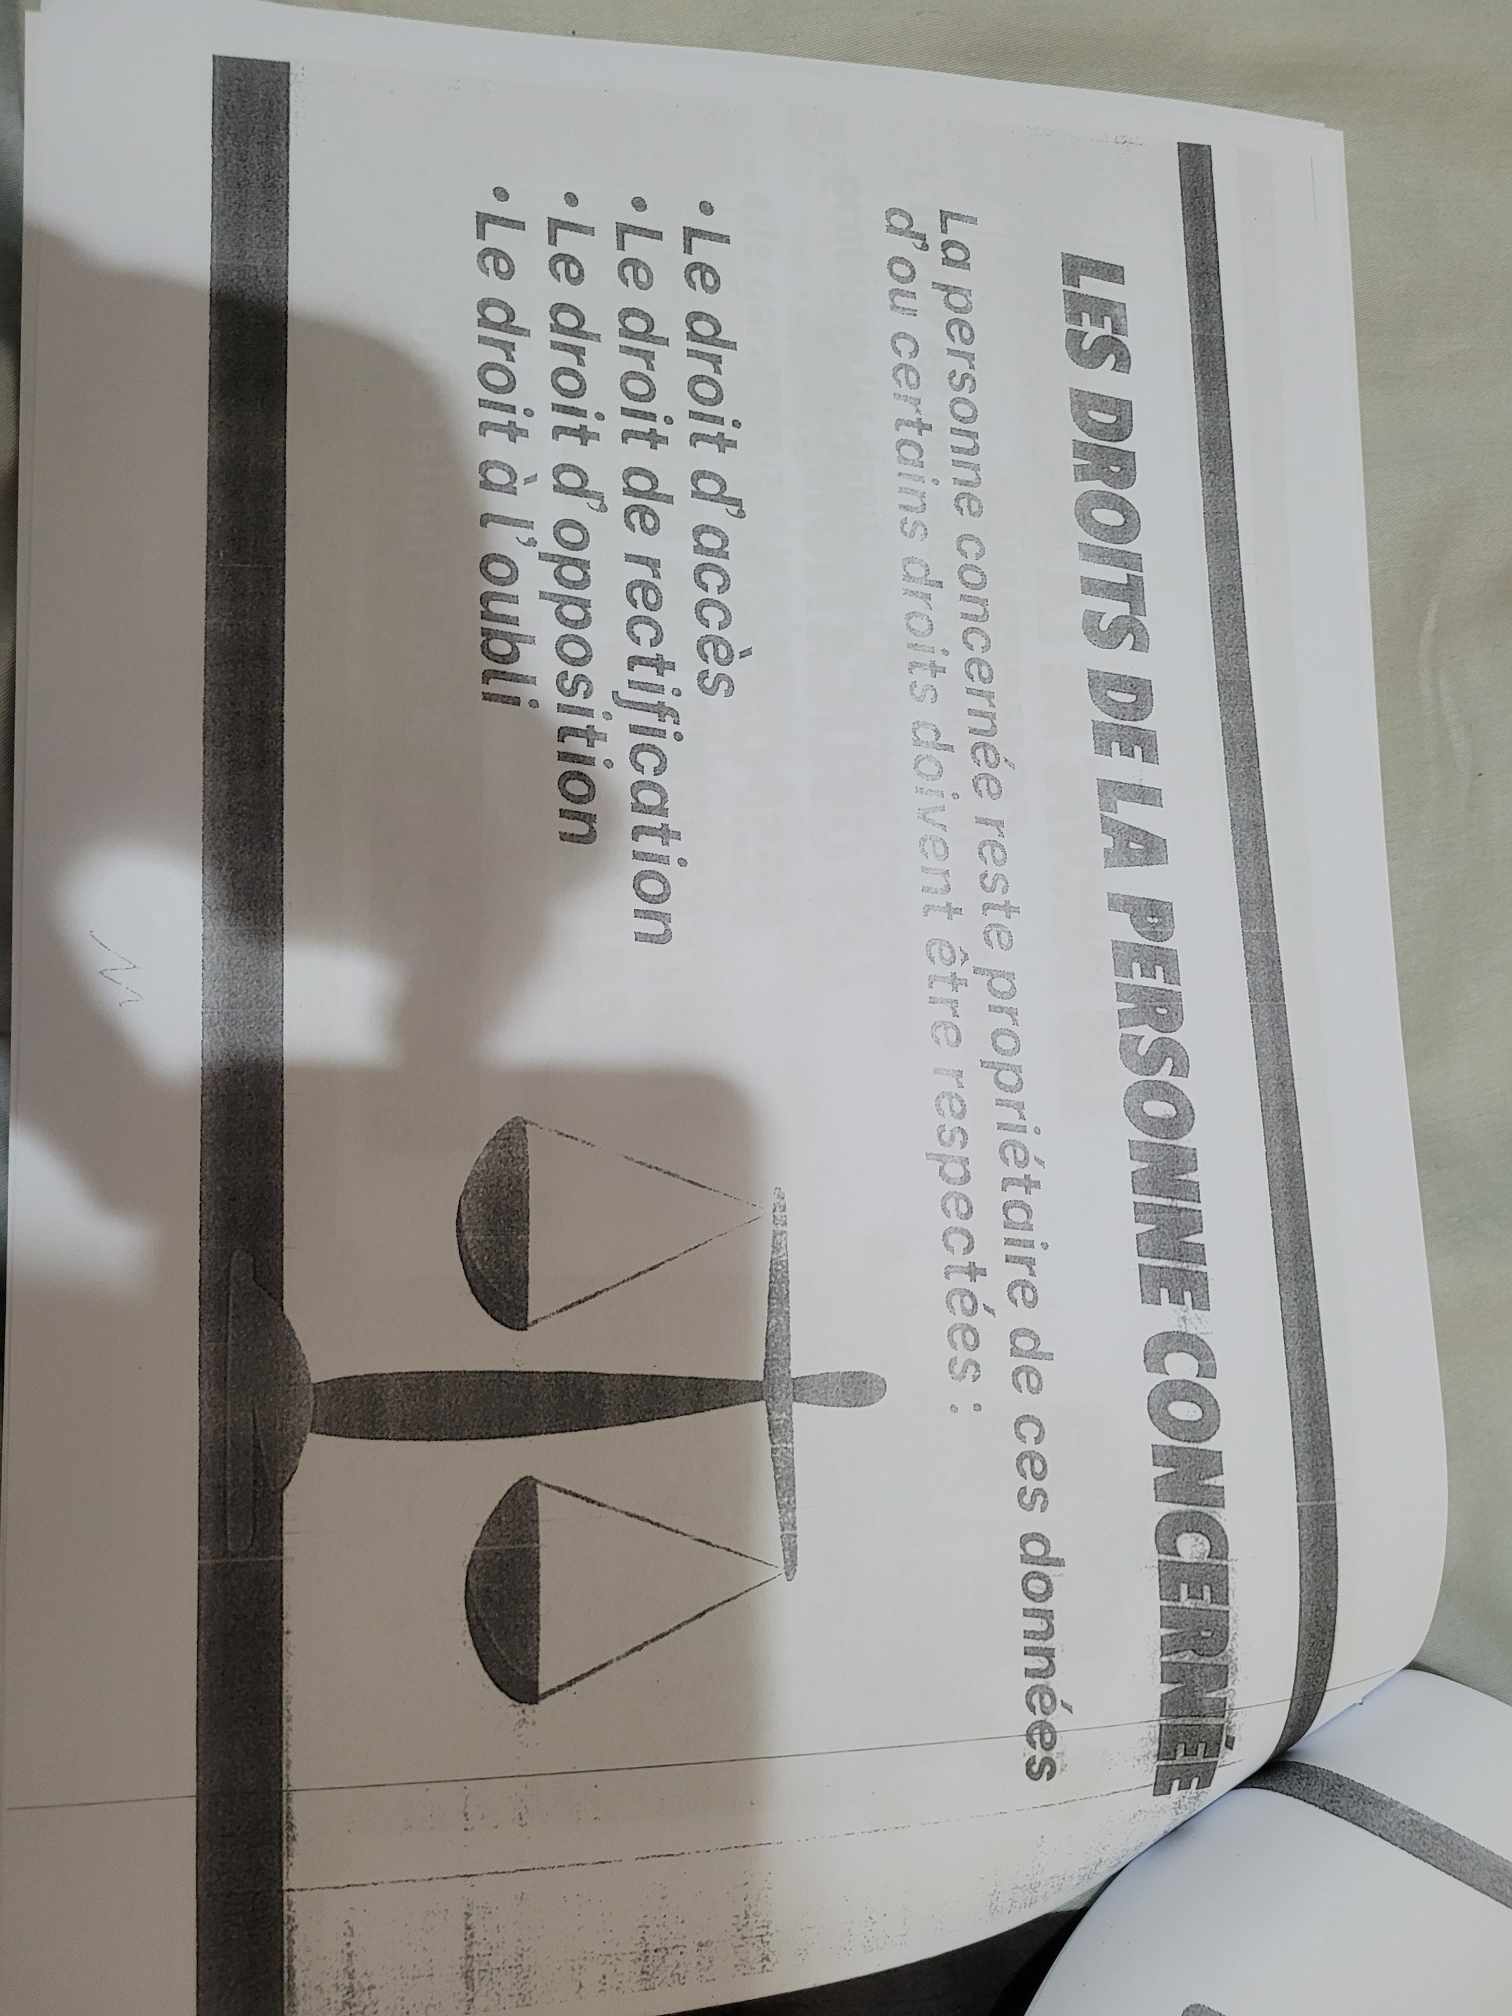 LES DROITS DE LA PERSONNE CONCERNÉE
La personne concernée reste propriétaire de ces données
d'ou certains droits doivent être respectées :
• Le droit d'accès
• Le droit de rectification
• Le droit d'opposition
• Le droit à l'oubli